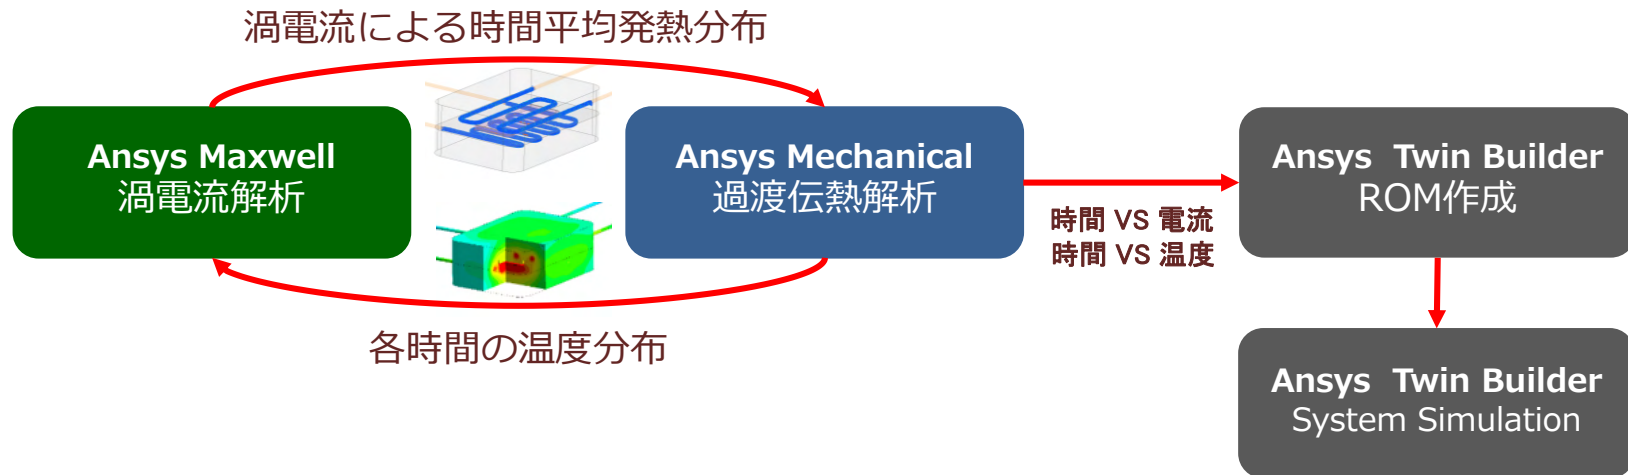 渦電流による時間平均発熱分布
Ansys Maxwell
渦電流解析
Ansys Mechanical
過渡伝熱解析
Ansys Twin Builder
ROM作成
時間 VS 電流
時間 VS 温度
各時間の温度分布
Ansys Twin Builder
System Simulation